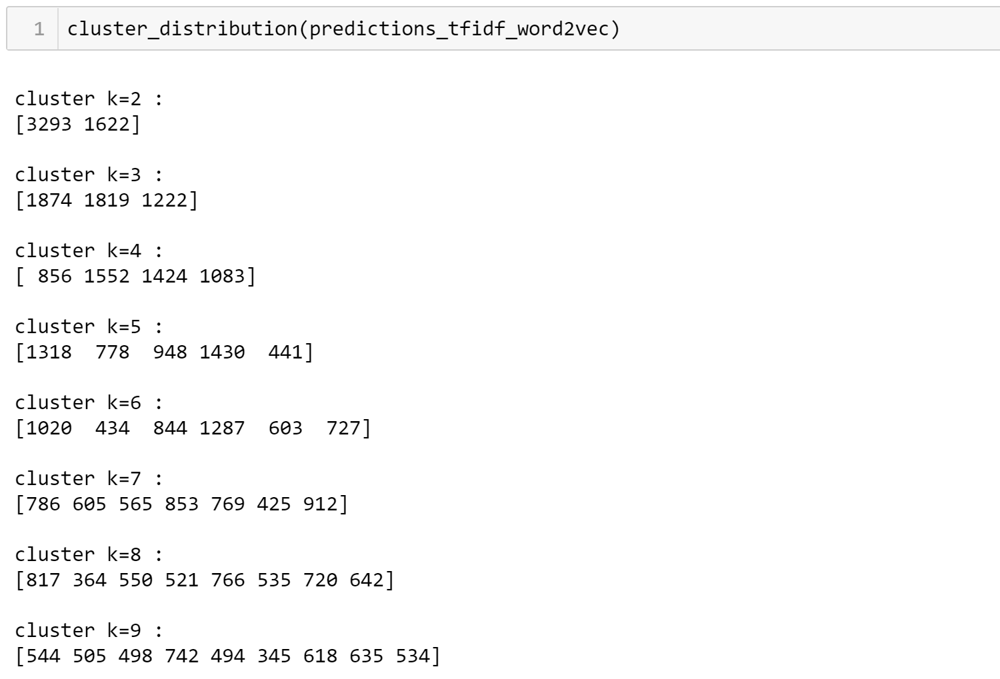 1 cluster_distribution(predictions_tfidf_word2vec)
cluster k=2 :
[3293 1622]
cluster k=3 :
[1874 1819 1222]
cluster k=4 :
[ 856 1552 1424 1083]
cluster k=5 :
[1318  778  948 1430  441]
cluster k=6 :
[1020  434  844 1287  603  727]
cluster k=7 :
[786 605 565 853 769 425 912]
cluster k=8 :
[817 364 550 521 766 535 720 642]
cluster k=9 :
[544 505 498 742 494 345 618 635 534]